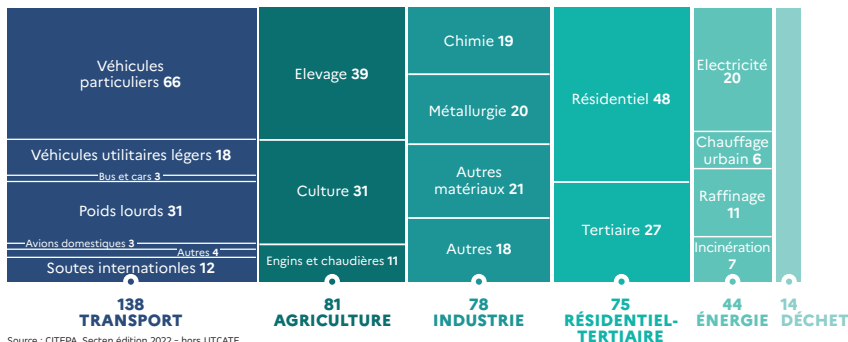 Véhicules
particuliers 66
Véhicules utilitaires légers 18
Bus et cars 3
Poids lourds 31
Avions domestiques 3
Autres 4
Soutes internationles 12
Elevage 39
Culture 31
Engins et chaudières 11
Chimie 19
Métallurgie 20
Autres
matériaux 21
Autres 18
Résidentiel 48
Tertiaire 27
Electricité
20
Chauffage
urbain 6
Raffinage
11
Incinération
7
138
TRANSPORT
81
AGRICULTURE
78
INDUSTRIE
75
RÉSIDENTIEL-
TERTIAIRE
44
ÉNERGIE
14
DÉCHET
Source : CITEPA, Secten édition 2022 - hors UTCATF